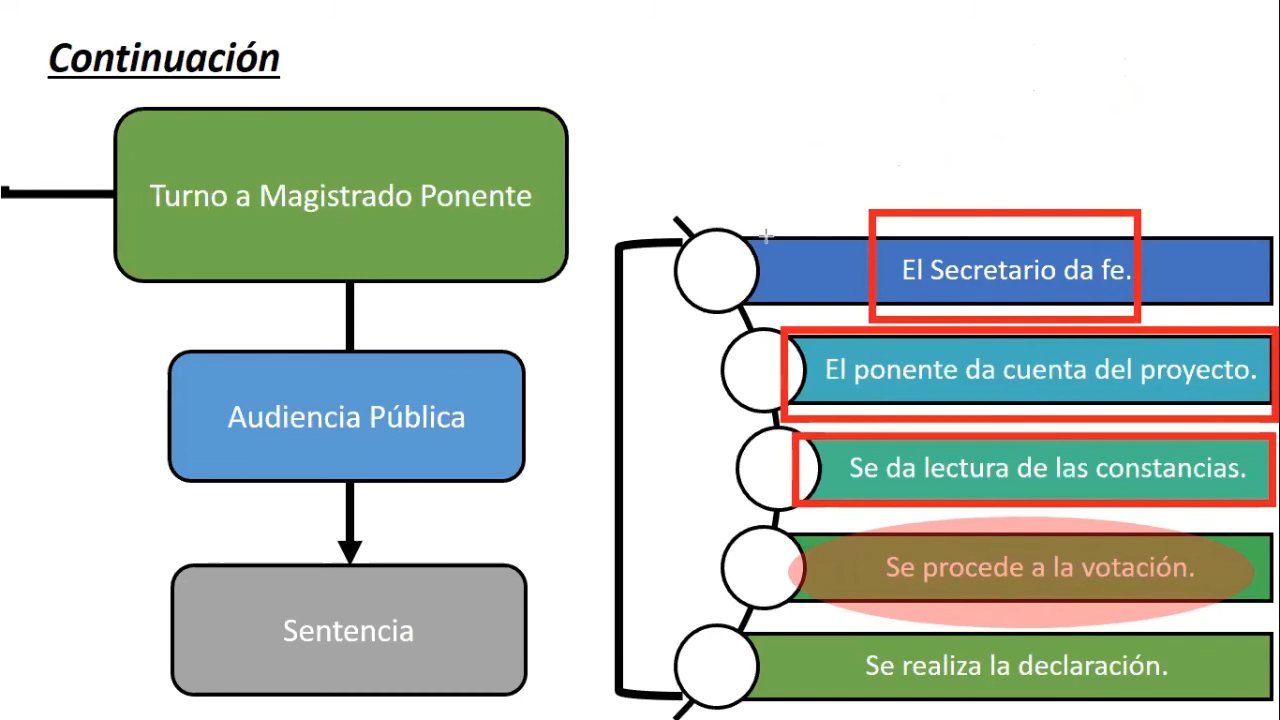 Continuación
Turno a Magistrado Ponente
Audiencia Pública
Sentencia
El Secretario da fe.
El ponente da cuenta del proyecto.
Se da lectura de las constancias.
Se procede a la votación.
Se realiza la declaración.